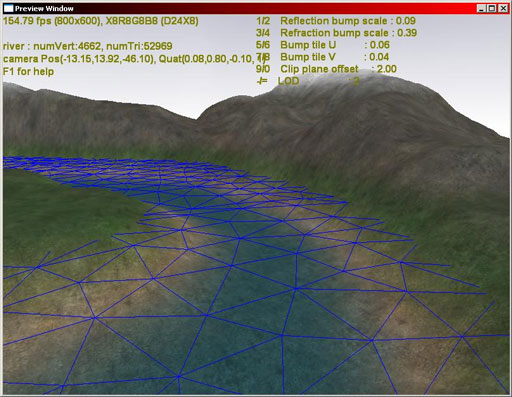 Preview Window
154.79 fps (800x600), X8R8G8B8 (D24X8)
river : numVert:4662, numTri:52969
camera Pos(-13.15,13.92,-46.10), Quat(0.08,0.80,-0.10,
F1 for help
1/2 Reflection bump scale : 0.09
3/4 Refraction bump scale : 0.39
5/6 Bump tile U : 0.06
7/8 Bump tile V : 0.04
9/0 Clip plane offset : 2.00
-/= LOD :